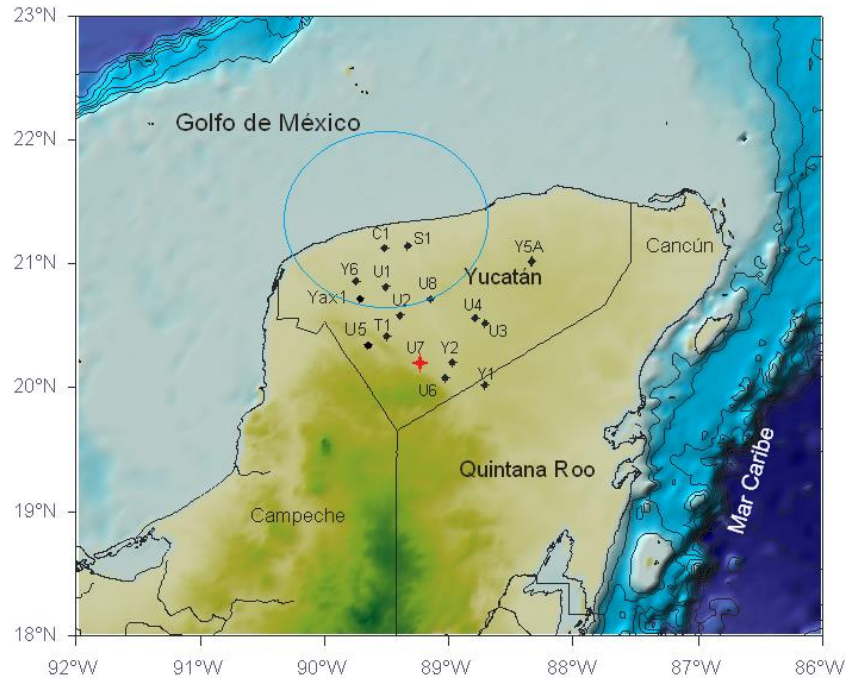 23°N
22°N
21°N
20°N
19°N
18°N
Golfo de México
C1
S1
Y5A
Cancún
Y6
U1
U8
Yucatán
Yax1
U2
U4
U5
T1
U3
U7
Y2
U6
Y1
Quintana Roo
Campeche
Mar Caribe
92°W
91°W
90°W
89°W
88°W
87°W
86°W